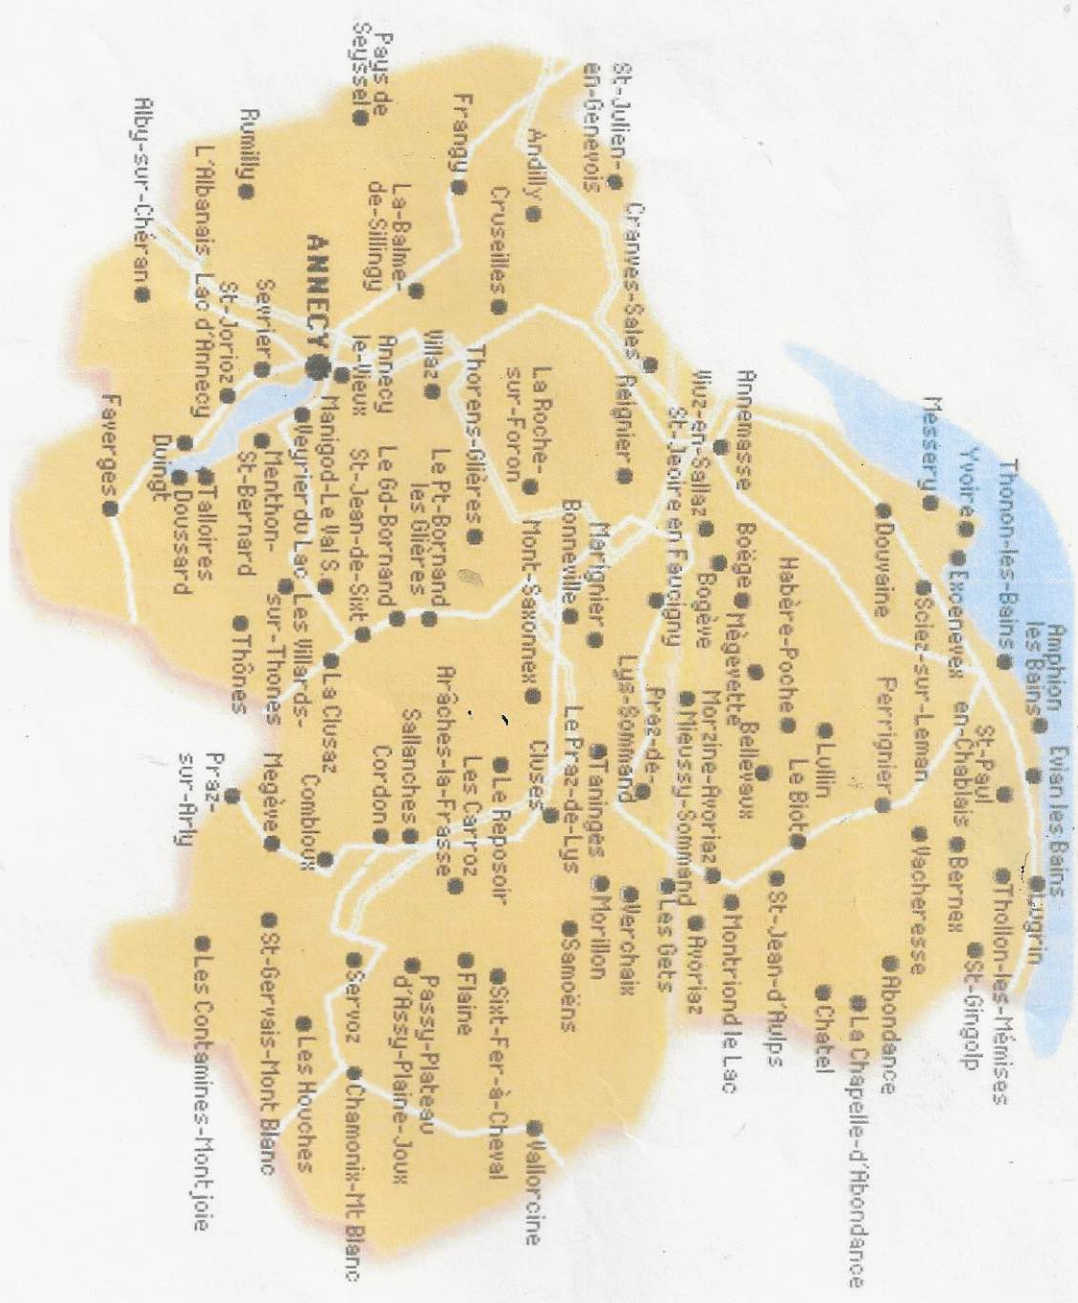 Amphion
les Bains
Evian les Bains
Lugrin
Thonon-les-Bains
Thollon-les-Mémises
Yvoire
St-Paul
en-Chablais
St-Gingolp
Messery
Excenevex
Bernex
Sciez-sur-Leman
Vacheresse
Douvaine
Perrignier
Abondance
La Chapelle-d'Abondance
Lullin
Chatel
Habère-Poche
Le Biot
St-Jean-d'Aulps
Annemasse
Boëge
Mègevette
Bellevaux
Montriond le Lac
Viuz-en-Sallaz
Bogève
Morzine-Avoriaz
Avoriaz
St-Jeoire en Faucigny
Mieussy-Sommand
Les Gets
Cranves-Sales
Praz-de-
Lys-Sommand
Verchaix
St-Julien-
en-Genevois
Reignier
Marignier
Taninges
Morillon
Bonneville
Le Praz-de-Lys
Samoëns
Andilly
La Roche-
sur-Foron
Mont-Saxonnex
Cluses
Vallorcine
Cruseilles
Le Reposoir
Sixt-Fer-à-Cheval
Frangy
Thorens-Glières
Les Carroz
Arâches-la-Frasse
Flaine
Villaz
Le Pt-Bornand
les Glières
Sallanches
Passy-Plateau
d'Assy-Plaine-Joux
La-Balme-
de-Sillingy
Annecy
le-Vieux
Le Gd-Bornand
St-Jean-de-Sixt
Cordon
Pays de
Seyssel
Servoz
Chamonix-Mt Blanc
ANNECY
Manigod-Le Val S
La Clusaz
Combloux
Veyrier du Lac
Les Villards-
sur-Thones
Les Houches
Sevrier
Menthon-
St-Bernard
Megève
St-Gervais-Mont Blanc
Rumilly
St-Jorioz
Thônes
Praz-
sur-Arly
L'Albanais
Lac d'Annecy
Talloires
Les Contamines-Montjoie
Doussard
Duingt
Alby-sur-Chéran
Faverges